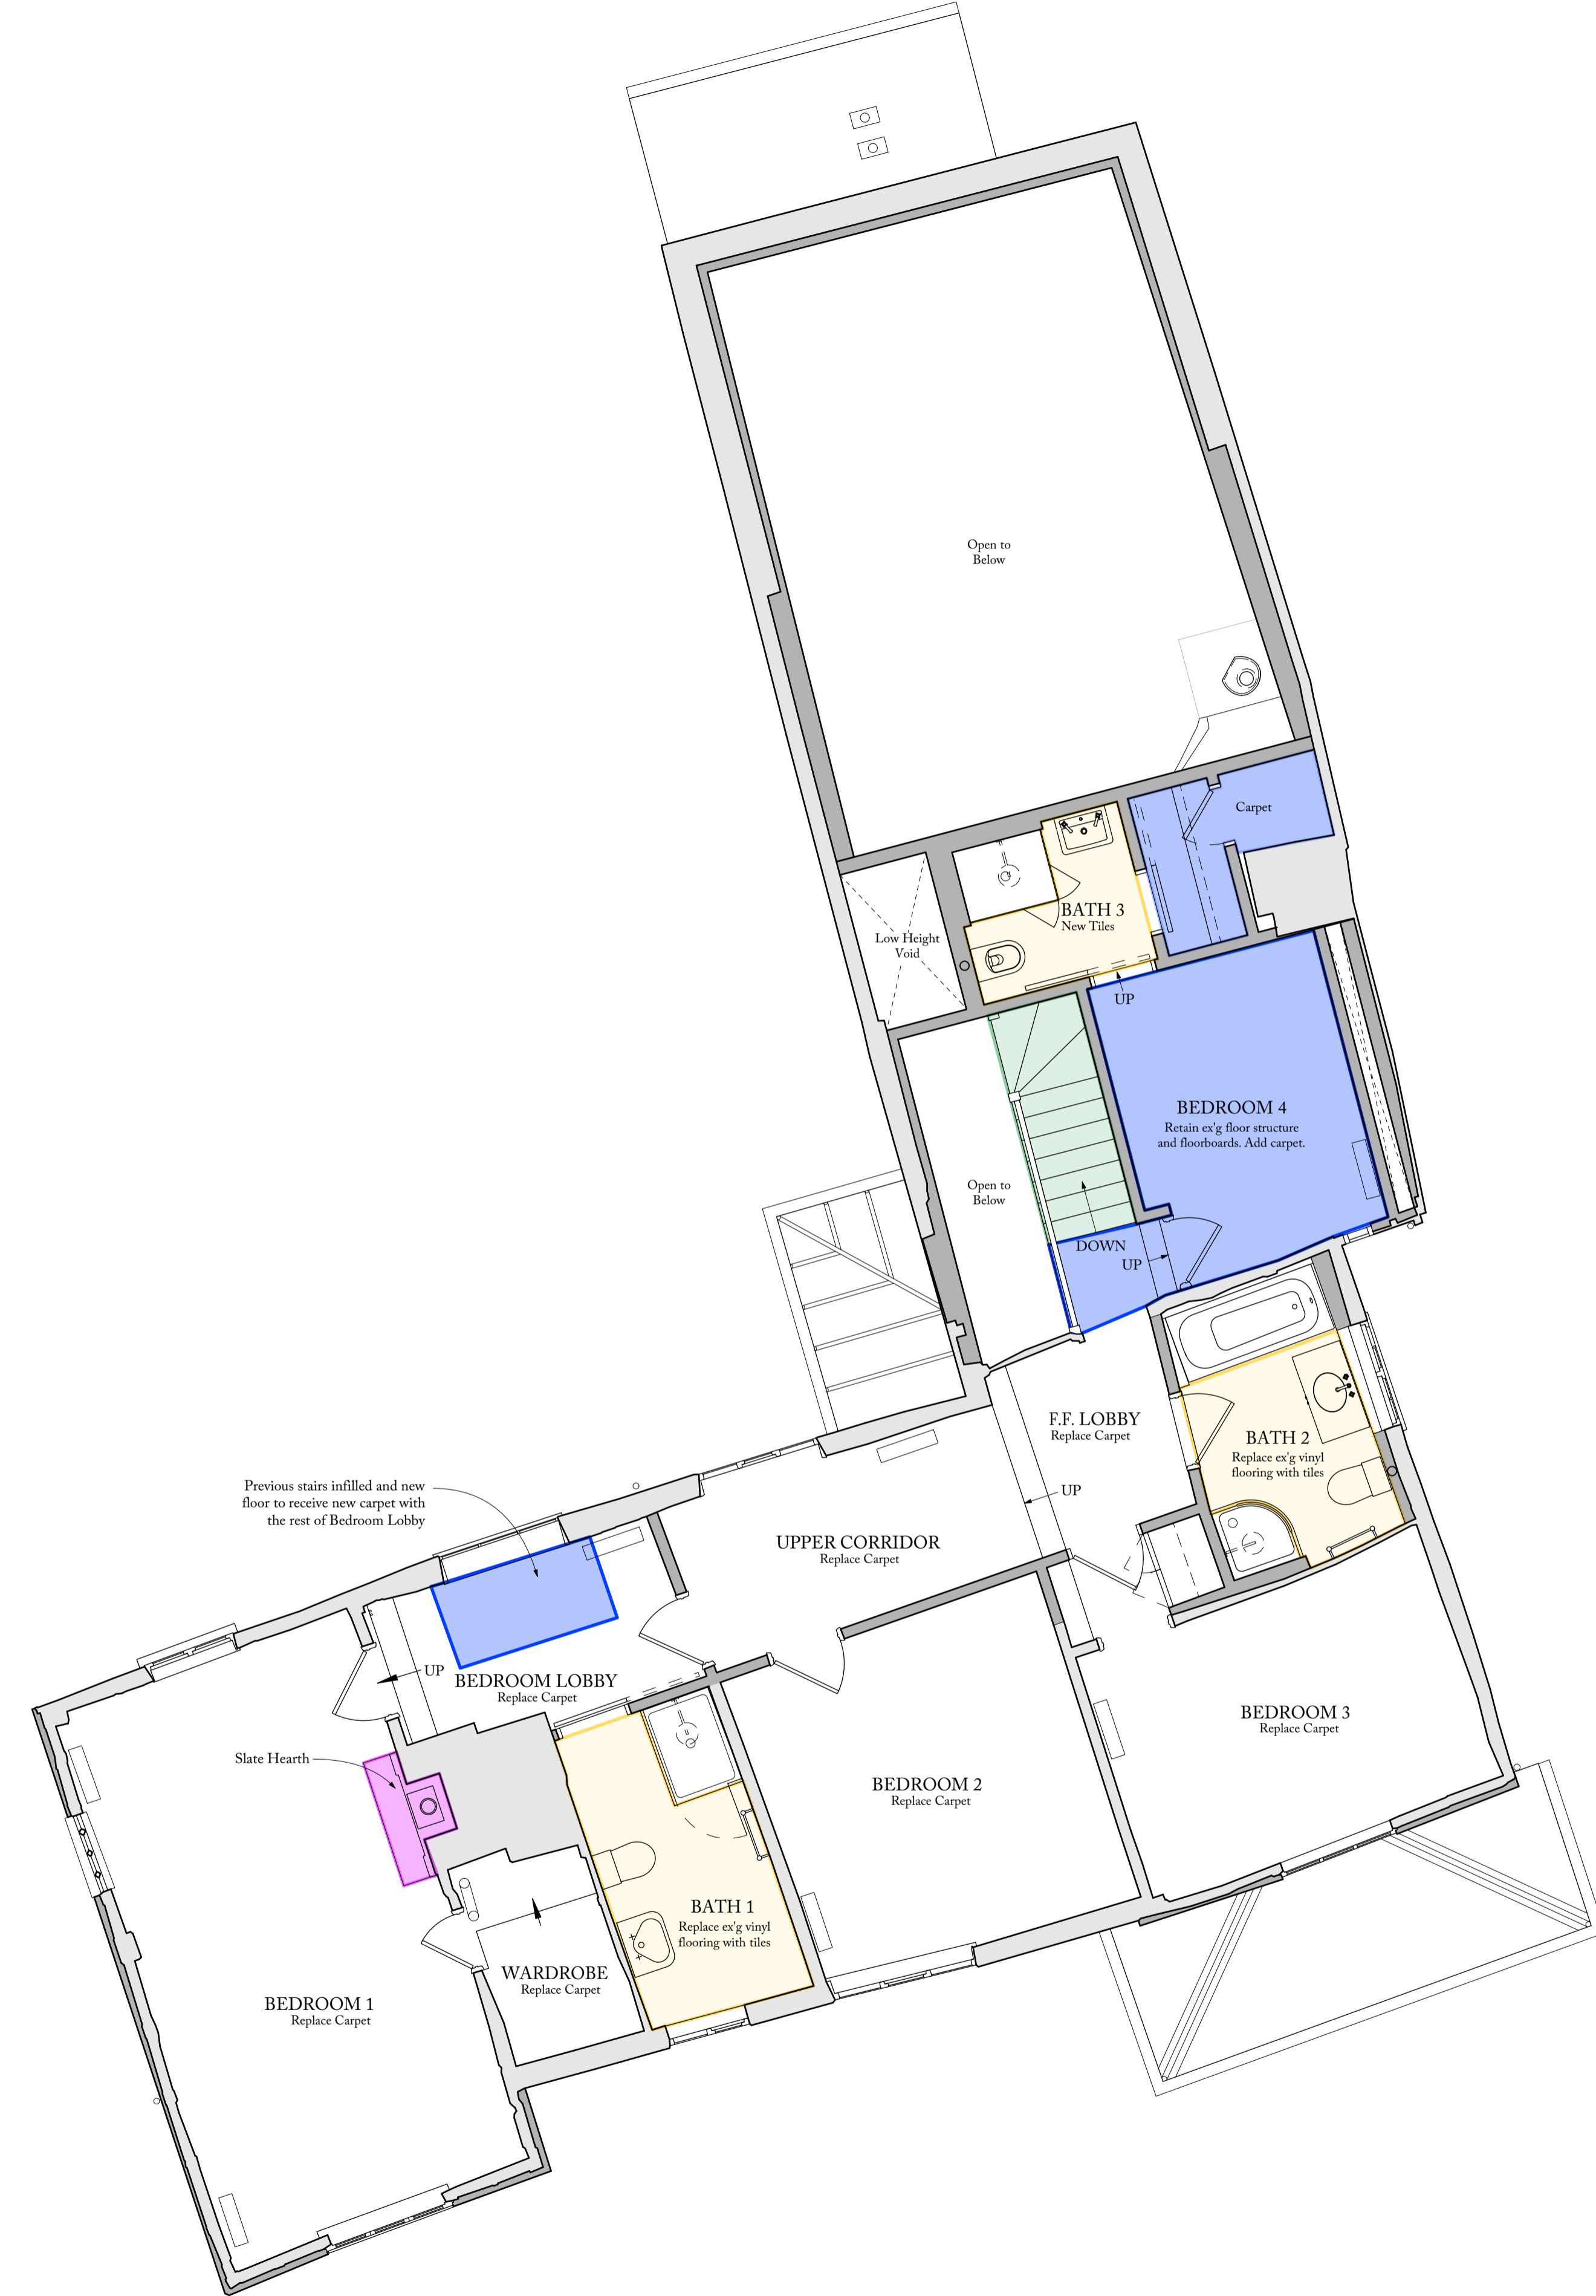 Open to
Below
Carpet
BATH 3
New Tiles
Low Height
Void
UP
BEDROOM 4
Retain ex'g floor structure
and floorboards. Add carpet.
Open to
Below
DOWN
UP
F.F. LOBBY
Replace Carpet
BATH 2
Replace ex'g vinyl
flooring with tiles
Previous stairs infilled and new
floor to receive new carpet with
the rest of Bedroom Lobby
UP
UPPER CORRIDOR
Replace Carpet
UP
BEDROOM LOBBY
Replace Carpet
BEDROOM 3
Replace Carpet
Slate Hearth
BEDROOM 2
Replace Carpet
BATH 1
Replace ex'g vinyl
flooring with tiles
WARDROBE
Replace Carpet
BEDROOM 1
Replace Carpet